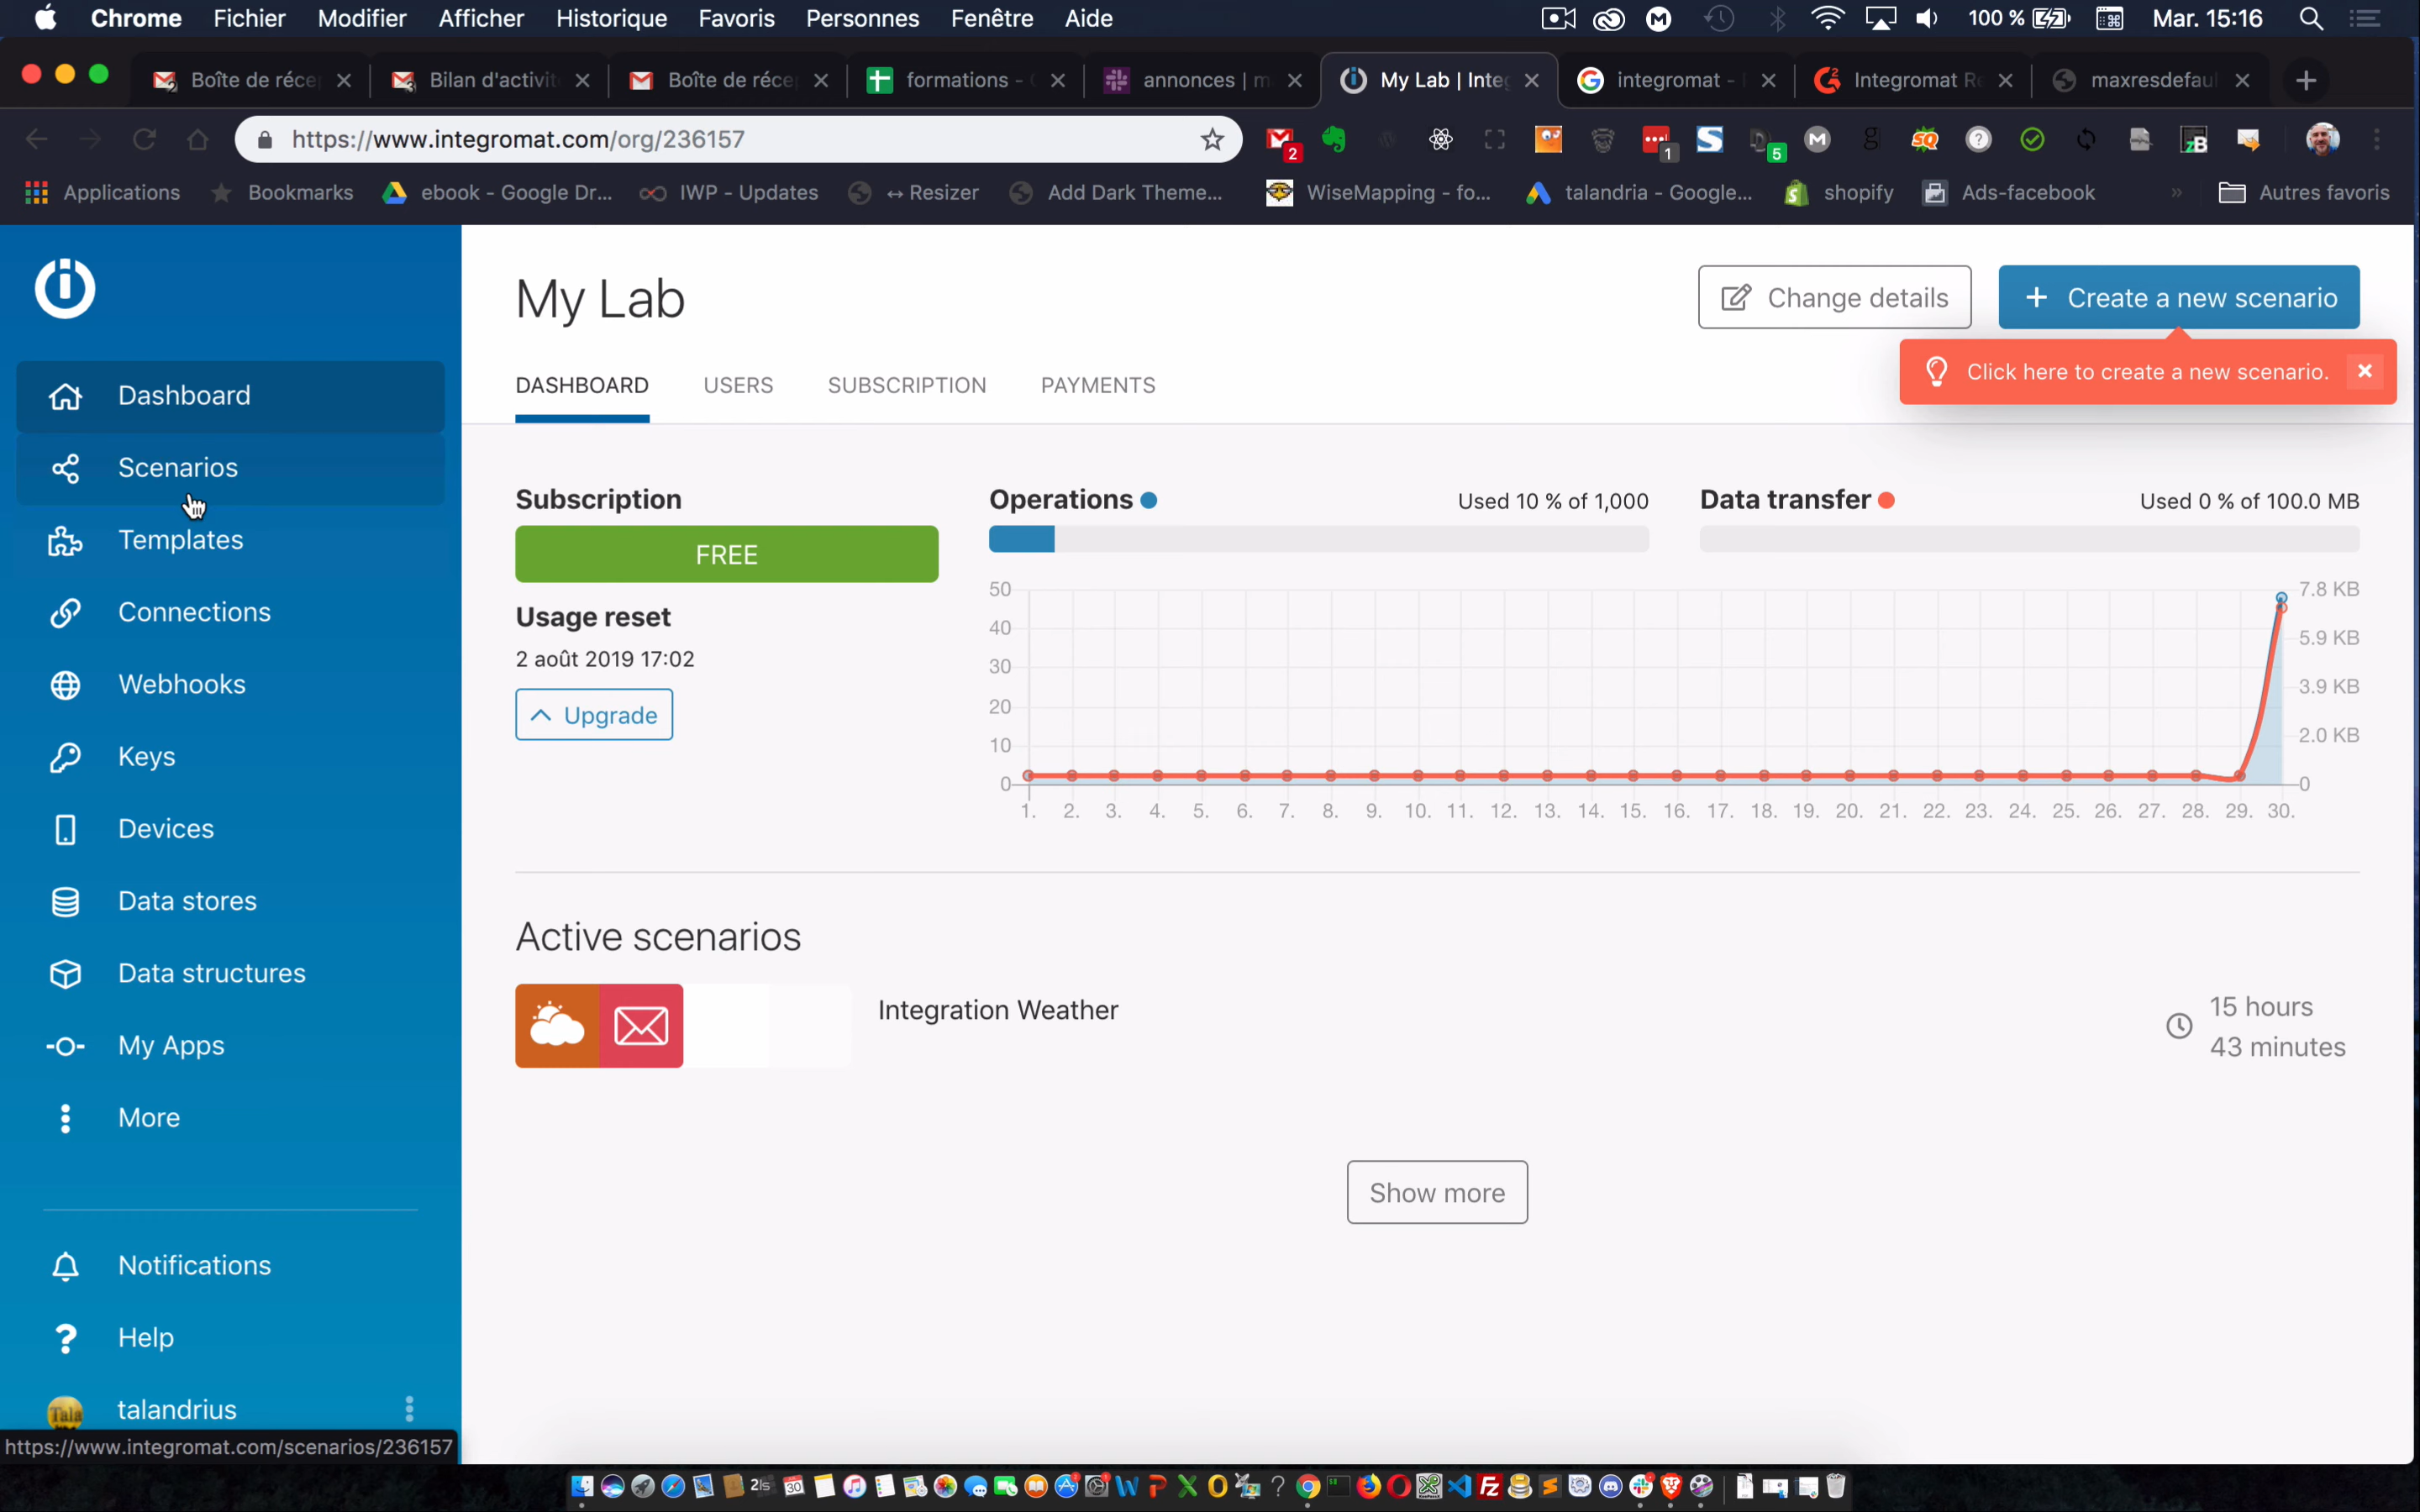 Chrome Fichier Modifier Afficher Historique Favoris Personnes Fenêtre Aide 100 % Mar. 15:16
Boîte de réce Bilan d'activit Boîte de réce formations - annonces | m My Lab | Integ integromat - Integromat Re maxresdefaul
https://www.integromat.com/org/236157
2 1 5
Applications Bookmarks ebook - Google Dr... IWP - Updates ↔ Resizer Add Dark Theme... WiseMapping - fo... talandria - Google... shopify Ads-facebook » Autres favoris
My Lab
Change details
+ Create a new scenario
Click here to create a new scenario.
DASHBOARD USERS SUBSCRIPTION PAYMENTS
Dashboard
Scenarios
Templates
Connections
Webhooks
Keys
Devices
Data stores
Data structures
My Apps
More
Notifications
Help
Tala
talandrius
https://www.integromat.com/scenarios/236157
Subscription
FREE
Usage reset
2 août 2019 17:02
Upgrade
Operations Used 10 % of 1,000
Data transfer Used 0 % of 100.0 MB
50 7.8 KB
40 5.9 KB
30 3.9 KB
20 2.0 KB
10
0 0
1. 2. 3. 4. 5. 6. 7. 8. 9. 10. 11. 12. 13. 14. 15. 16. 17. 18. 19. 20. 21. 22. 23. 24. 25. 26. 27. 28. 29. 30.
Active scenarios
Integration Weather
15 hours
43 minutes
Show more